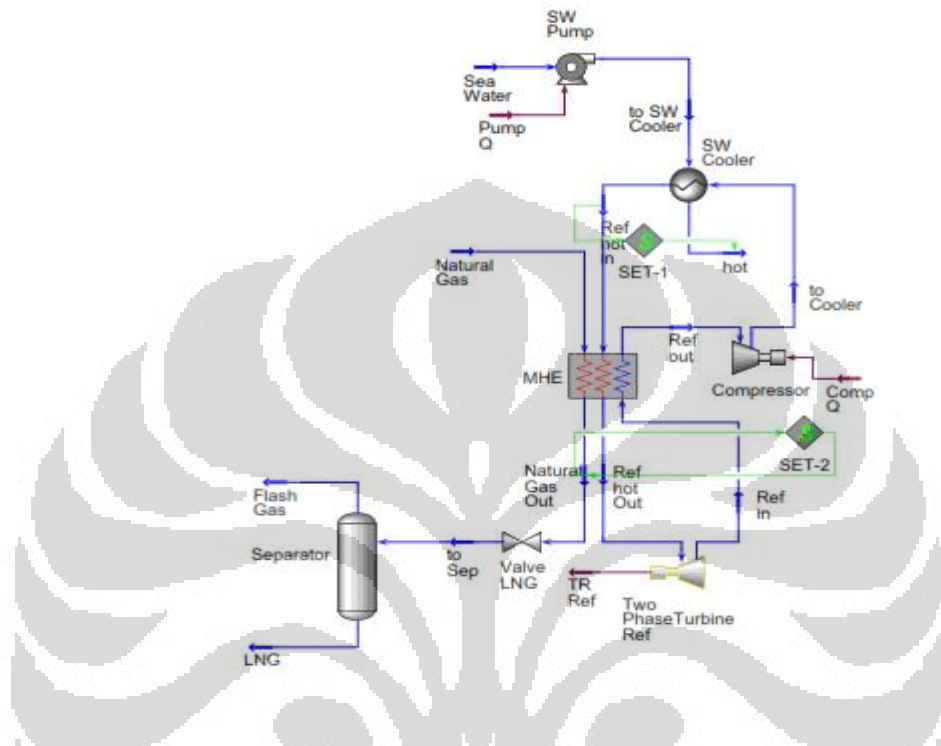 SW
Pump
Sea
Water
Pump
Q
to SW
Cooler
SW
Cooler
Ref
hot
in
SET-1
hot
Natural
Gas
to
Cooler
Ref
out
MHE
Compressor
Comp
Q
SET-2
Natural
Gas
Out
Ref
hot
Out
Ref
in
Flash
Gas
Separator
to
Sep
Valve
LNG
TR
Ref
Two
PhaseTurbine
Ref
LNG